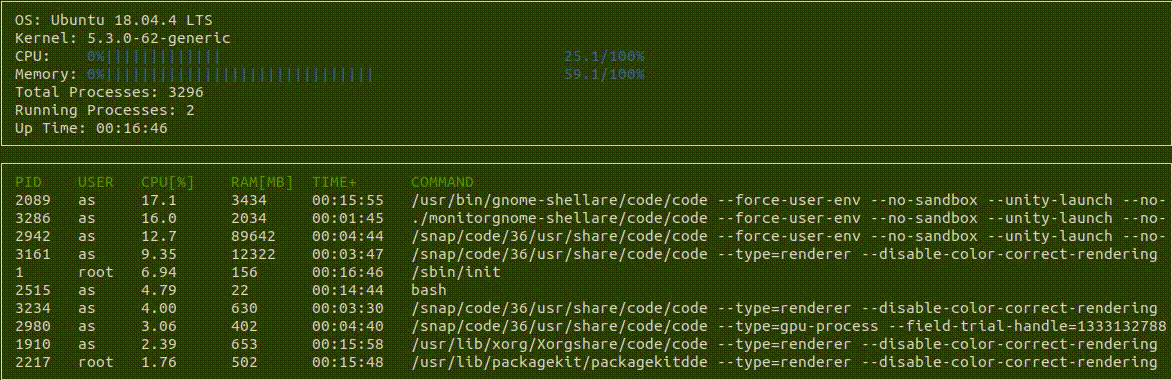 OS: Ubuntu 18.04.4 LTS
Kernel: 5.3.0-62-generic
CPU: 0%||||||||||||| 25.1/100%
Memory: 0%|||||||||||||||||||||||||||||| 59.1/100%
Total Processes: 3296
Running Processes: 2
Up Time: 00:16:46
PID USER CPU[%] RAM[MB] TIME+ COMMAND
2089 as 17.1 3434 00:15:55 /usr/bin/gnome-shellare/code/code --force-user-env --no-sandbox --unity-launch --no-
3286 as 16.0 2034 00:01:45 ./monitorgnome-shellare/code/code --force-user-env --no-sandbox --unity-launch --no-
2942 as 12.7 89642 00:04:44 /snap/code/36/usr/share/code/code --force-user-env --no-sandbox --unity-launch --no-
3161 as 9.35 12322 00:03:47 /snap/code/36/usr/share/code/code --type=renderer --disable-color-correct-rendering
1 root 6.94 156 00:16:46 /sbin/init
2515 as 4.79 22 00:14:44 bash
3234 as 4.00 630 00:03:30 /snap/code/36/usr/share/code/code --type=renderer --disable-color-correct-rendering
2980 as 3.06 402 00:04:40 /snap/code/36/usr/share/code/code --type=gpu-process --field-trial-handle=1333132788
1910 as 2.39 653 00:15:58 /usr/lib/xorg/Xorgshare/code/code --type=renderer --disable-color-correct-rendering
2217 root 1.76 502 00:15:48 /usr/lib/packagekit/packagekitdde --type=renderer --disable-color-correct-rendering